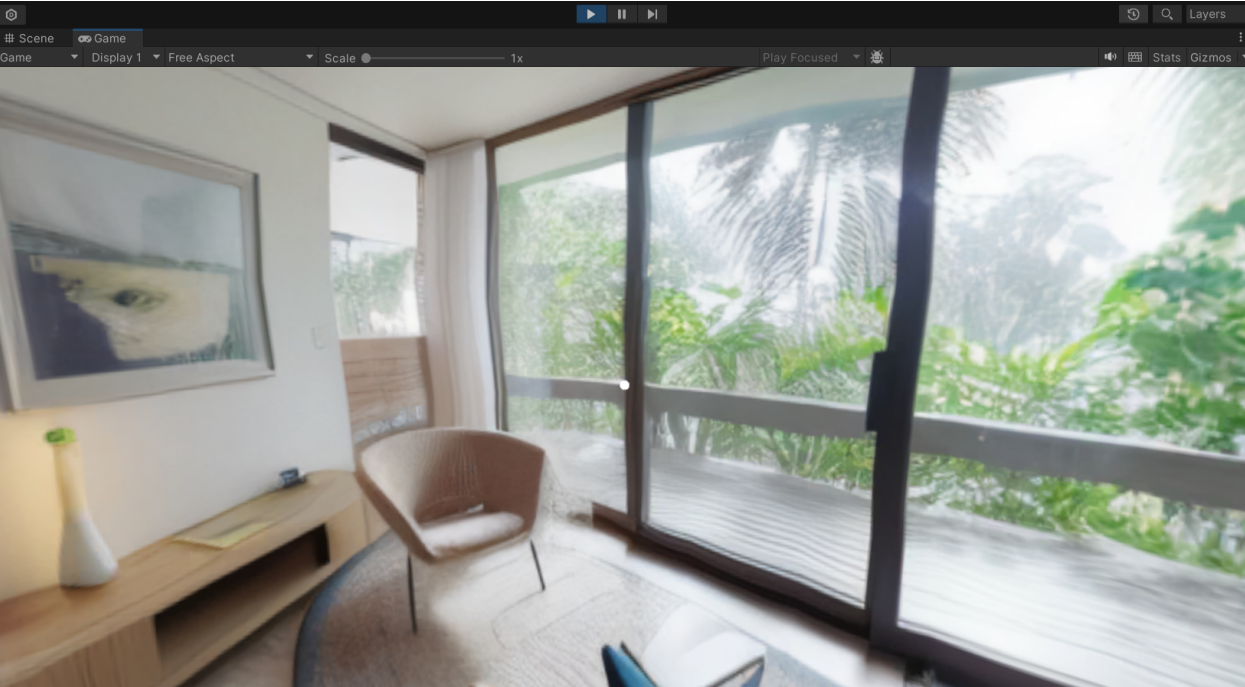 Layers
Scene
Game
Game
Display 1
Free Aspect
Scale
1x
Play Focused
Stats
Gizmos